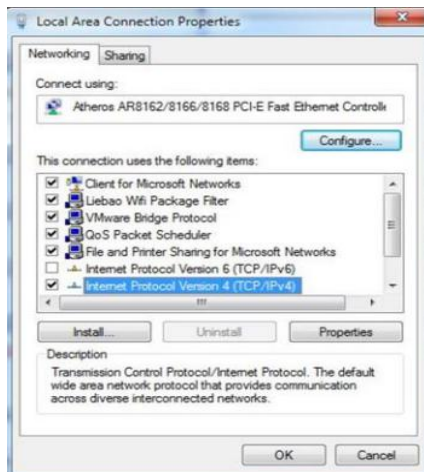 Local Area Connection Properties
Networking Sharing
Connect using:
Atheros AR8162/8166/8168 PCI-E Fast Ethernet Controlle
Configure...
This connection uses the following items:
Client for Microsoft Networks
Liebao Wifi Package Filter
VMware Bridge Protocol
QoS Packet Scheduler
File and Printer Sharing for Microsoft Networks
Internet Protocol Version 6 (TCP/IPv6)
Internet Protocol Version 4 (TCP/IPv4)
Install... Uninstall Properties
Description
Transmission Control Protocol/Internet Protocol. The default
wide area network protocol that provides communication
across diverse interconnected networks.
OK Cancel